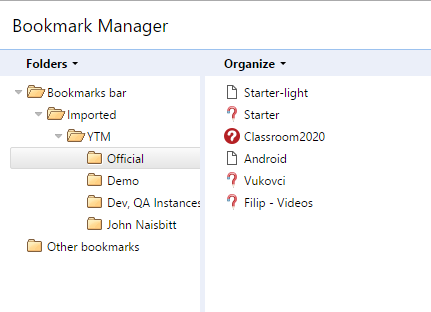 Bookmark Manager
Folders
Organize
Bookmarks bar
Imported
YTM
Official
Demo
Dev, QA Instances
John Naisbitt
Other bookmarks
Starter-light
Starter
Classroom2020
Android
Vukovci
Filip - Videos